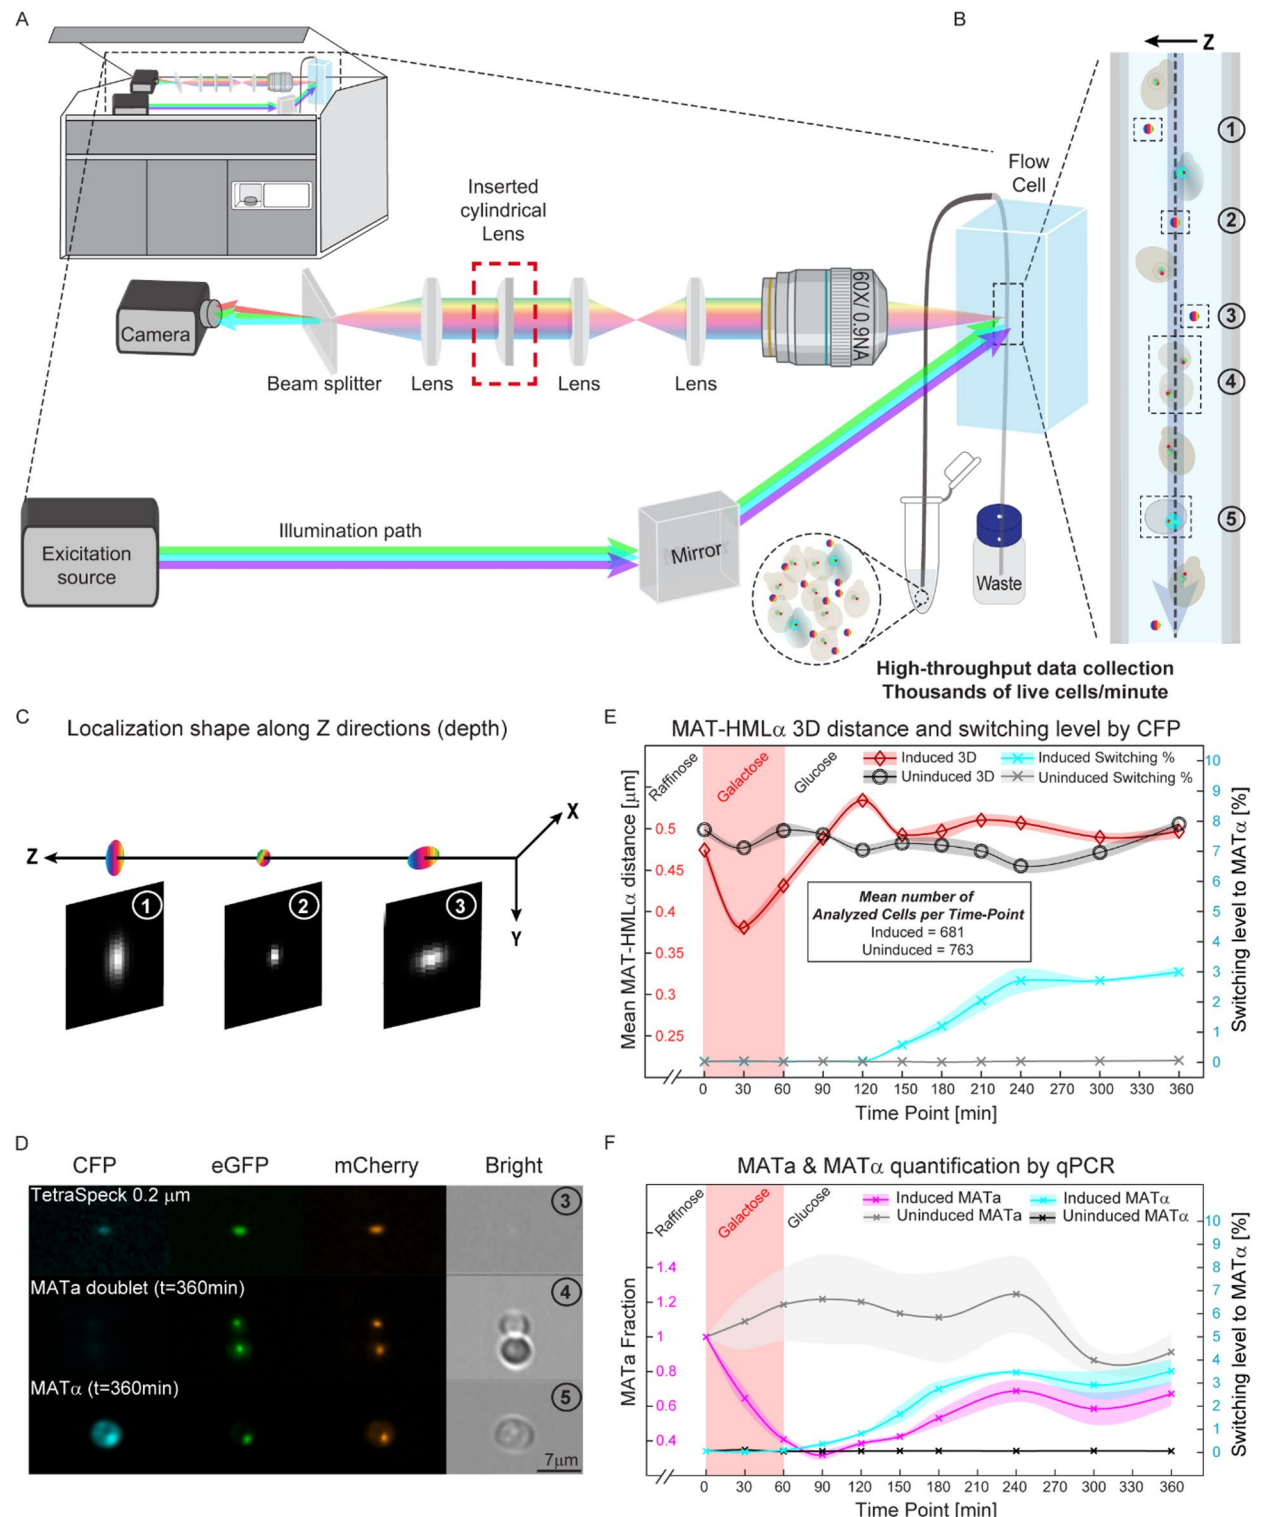 A
B
Z
Flow
Cell
Inserted
cylindrical
Lens
60X/ 0.9NA
Camera
Beam splitter
Lens
Lens
Lens
1
2
3
4
5
Illumination path
Exicitation
source
Mirror
Waste
High-throughput data collection
Thousands of live cells/minute
C
Localization shape along Z directions (depth)
X
Z
Y
1
2
3
D
CFP eGFP mCherry Bright
TetraSpeck 0.2 μm
3
MATa doublet (t=360min)
4
MATα (t=360min)
5
7μm
E
MAT-HMLα 3D distance and switching level by CFP
Raffinose
Galactose
Glucose
Induced 3D
Uninduced 3D
Induced Switching %
Uninduced Switching %
Mean MAT-HMLα distance [μm]
0.5
0.45
0.4
0.35
0.3
0.25
Mean number of
Analyzed Cells per Time-Point
Induced = 681
Uninduced = 763
10
9
8
7
6
5
4
3
2
1
0
Switching level to MATα [%]
0 30 60 90 120 150 180 210 240 270 300 330 360
Time Point [min]
F
MATa & MATα quantification by qPCR
Raffinose
Galactose
Glucose
Induced MATa
Uninduced MATa
Induced MATα
Uninduced MATα
MATa Fraction
1.4
1.2
1
0.8
0.6
0.4
10
9
8
7
6
5
4
3
2
1
0
Switching level to MATα [%]
0 30 60 90 120 150 180 210 240 270 300 330 360
Time Point [min]